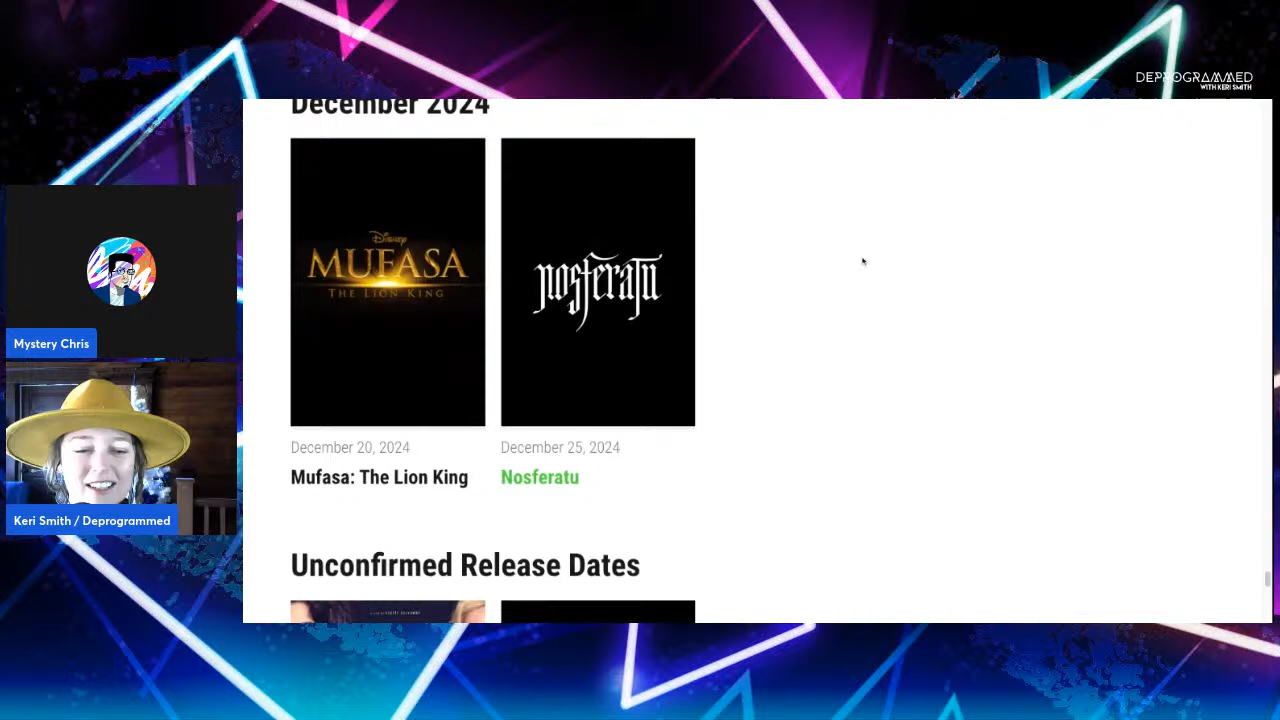 DEPROGRAMMED
WITH KERI SMITH
December 2024
Disney
MUFASA
THE LION KING
nosferatu
December 20, 2024
December 25, 2024
Mufasa: The Lion King
Nosferatu
Unconfirmed Release Dates
Mystery Chris
Keri Smith / Deprogrammed